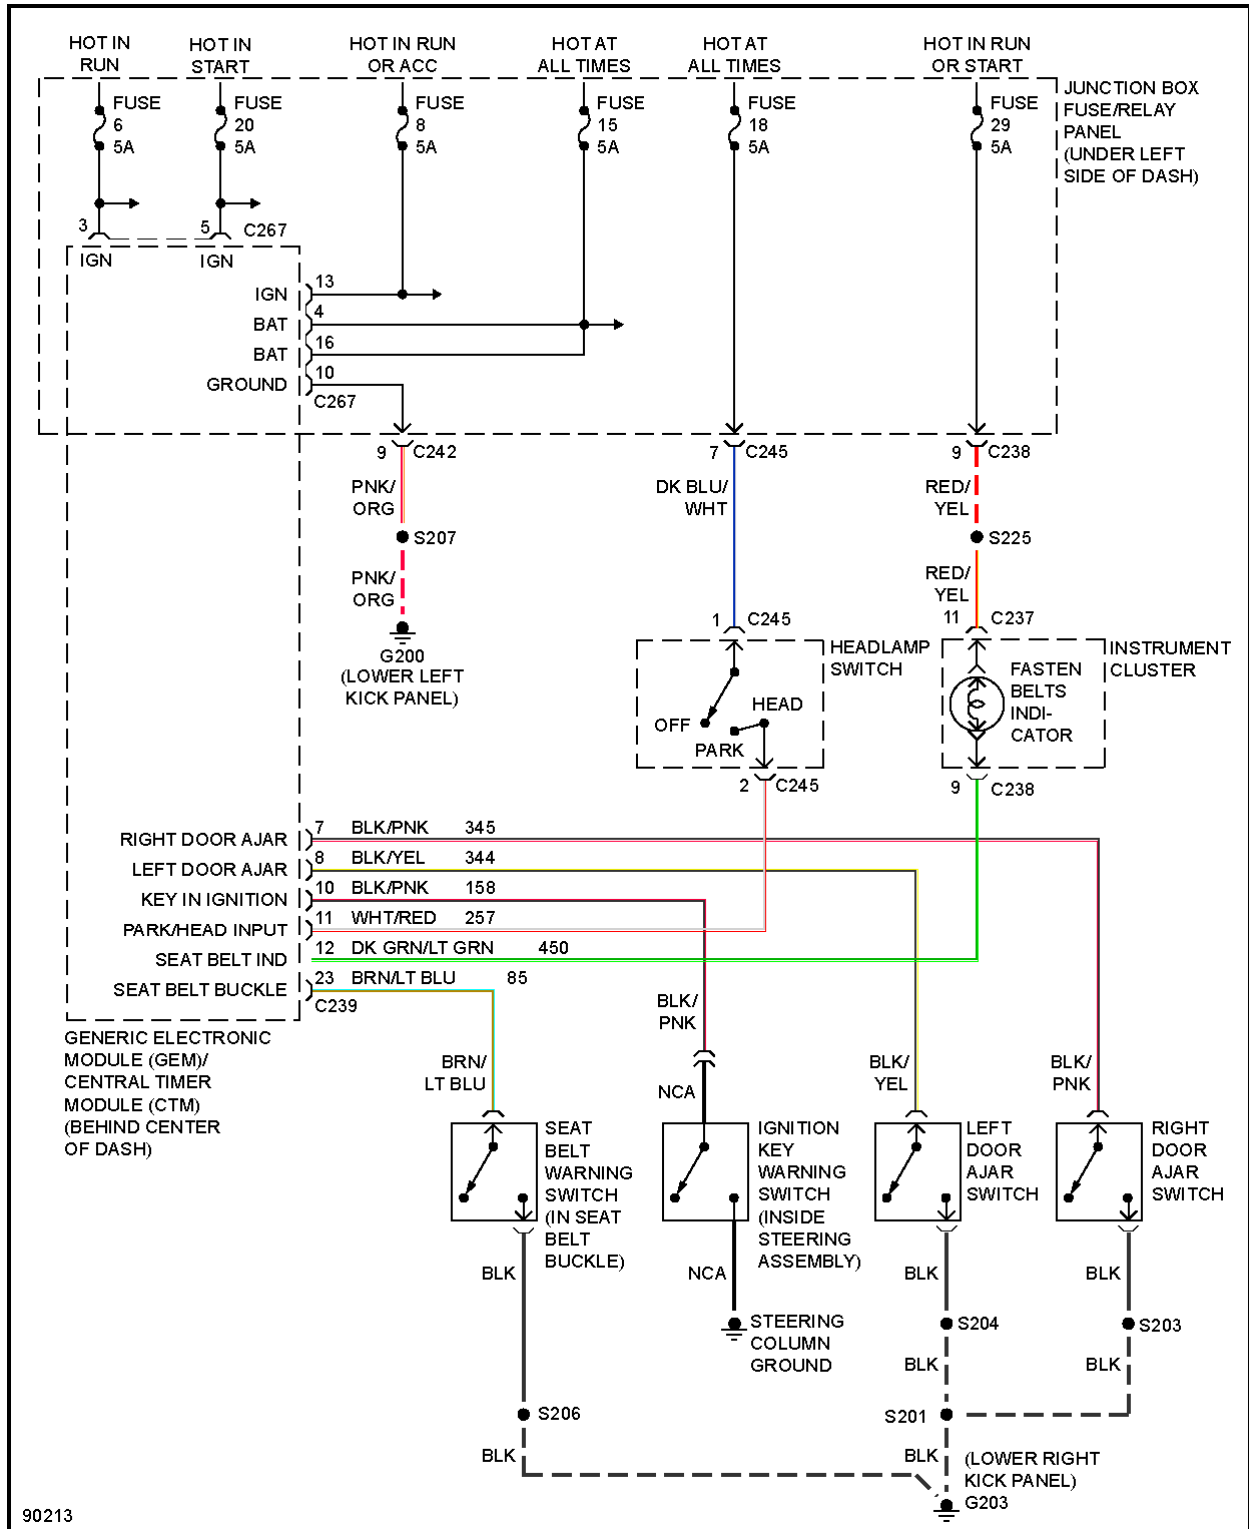 HOT IN
RUN
HOT IN
START
HOT IN RUN
OR ACC
HOT AT
ALL TIMES
HOT AT
ALL TIMES
HOT IN RUN
OR START
FUSE
6
5A
FUSE
20
5A
FUSE
8
5A
FUSE
15
5A
FUSE
18
5A
FUSE
29
5A
JUNCTION BOX
FUSE/RELAY
PANEL
(UNDER LEFT
SIDE OF DASH)
3
5
C267
IGN
IGN
IGN
13
BAT
4
BAT
16
GROUND
10
C267
9
C242
7
C245
9
C238
PNK/
ORG
DK BLU/
WHT
RED/
YEL
S207
S225
PNK/
ORG
RED/
YEL
G200
(LOWER LEFT
KICK PANEL)
1
C245
11
C237
HEADLAMP
SWITCH
INSTRUMENT
CLUSTER
OFF
HEAD
PARK
FASTEN
BELTS
INDI-
CATOR
2
C245
9
C238
RIGHT DOOR AJAR
7
BLK/PNK
345
LEFT DOOR AJAR
8
BLK/YEL
344
KEY IN IGNITION
10
BLK/PNK
158
PARK/HEAD INPUT
11
WHT/RED
257
SEAT BELT IND
12
DK GRN/LT GRN
450
SEAT BELT BUCKLE
23
BRN/LT BLU
85
C239
GENERIC ELECTRONIC
MODULE (GEM)/
CENTRAL TIMER
MODULE (CTM)
(BEHIND CENTER
OF DASH)
BRN/
LT BLU
BLK/
PNK
NCA
BLK/
YEL
BLK/
PNK
SEAT
BELT
WARNING
SWITCH
(IN SEAT
BELT
BUCKLE)
IGNITION
KEY
WARNING
SWITCH
(INSIDE
STEERING
ASSEMBLY)
LEFT
DOOR
AJAR
SWITCH
RIGHT
DOOR
AJAR
SWITCH
BLK
NCA
BLK
BLK
STEERING
COLUMN
GROUND
S204
S203
BLK
BLK
S206
S201
BLK
BLK
(LOWER RIGHT
KICK PANEL)
G203
90213